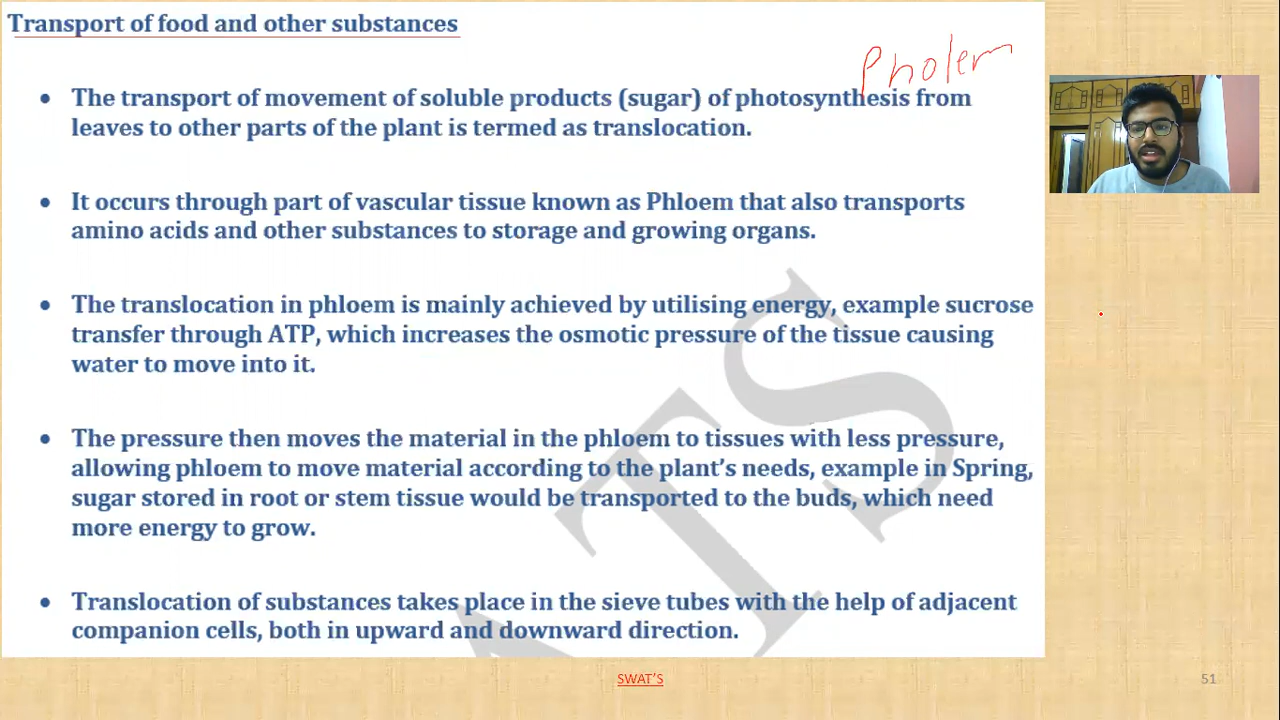 Transport of food and other substances
Pholem
• The transport of movement of soluble products (sugar) of photosynthesis from
leaves to other parts of the plant is termed as translocation.
• It occurs through part of vascular tissue known as Phloem that also transports
amino acids and other substances to storage and growing organs.
• The translocation in phloem is mainly achieved by utilising energy, example sucrose
transfer through ATP, which increases the osmotic pressure of the tissue causing
water to move into it.
• The pressure then moves the material in the phloem to tissues with less pressure,
allowing phloem to move material according to the plant's needs, example in Spring,
sugar stored in root or stem tissue would be transported to the buds, which need
more energy to grow.
• Translocation of substances takes place in the sieve tubes with the help of adjacent
companion cells, both in upward and downward direction.
SWAT'S
51